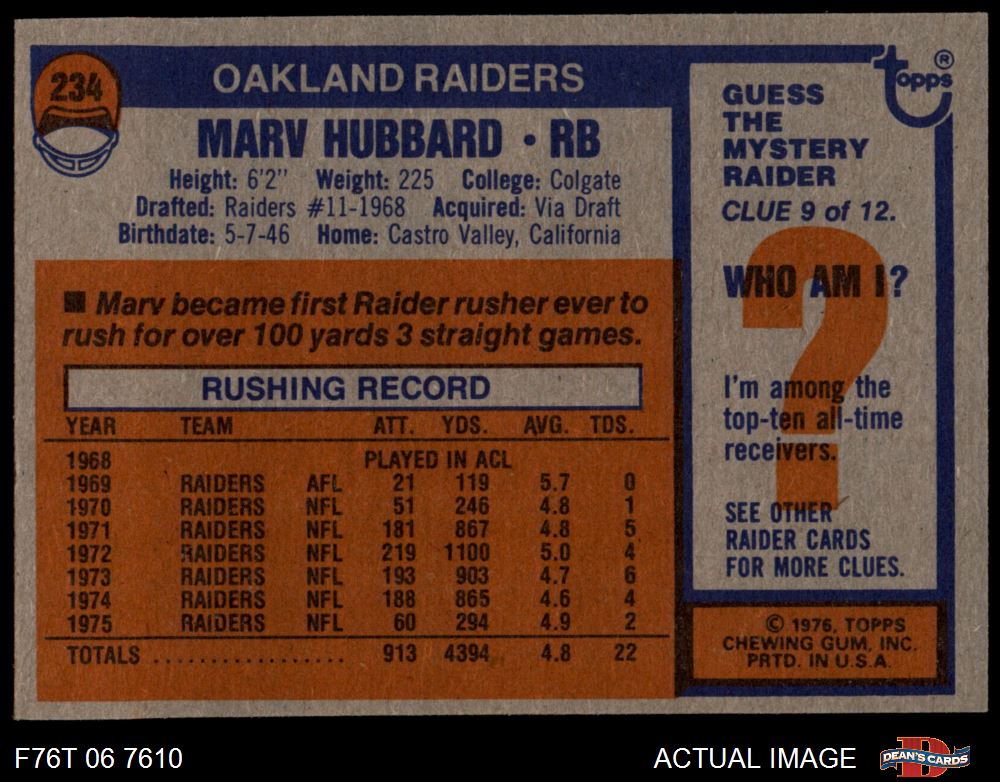 234
OAKLAND RAIDERS
MARV HUBBARD • RB
Height: 6'2" Weight: 225 College: Colgate
Drafted: Raiders #11-1968 Acquired: Via Draft
Birthdate: 5-7-46 Home: Castro Valley, California
■ Marv became first Raider rusher ever to
rush for over 100 yards 3 straight games.
RUSHING RECORD
YEAR TEAM ATT. YDS. AVG. TDS.
1968 PLAYED IN ACL
1969 RAIDERS AFL 21 119 5.7 0
1970 RAIDERS NFL 51 246 4.8 1
1971 RAIDERS NFL 181 867 4.8 5
1972 RAIDERS NFL 219 1100 5.0 4
1973 RAIDERS NFL 193 903 4.7 6
1974 RAIDERS NFL 188 865 4.6 4
1975 RAIDERS NFL 60 294 4.9 2
TOTALS .................. 913 4394 4.8 22
topps ®
GUESS
THE
MYSTERY
RAIDER
CLUE 9 of 12.
WHO AM I?
?
I'm among the
top-ten all-time
receivers.
SEE OTHER
RAIDER CARDS
FOR MORE CLUES.
© 1976, TOPPS
CHEWING GUM, INC.
PRTD. IN U.S.A.
F76T 06 7610
ACTUAL IMAGE
D
DEAN'S CARDS